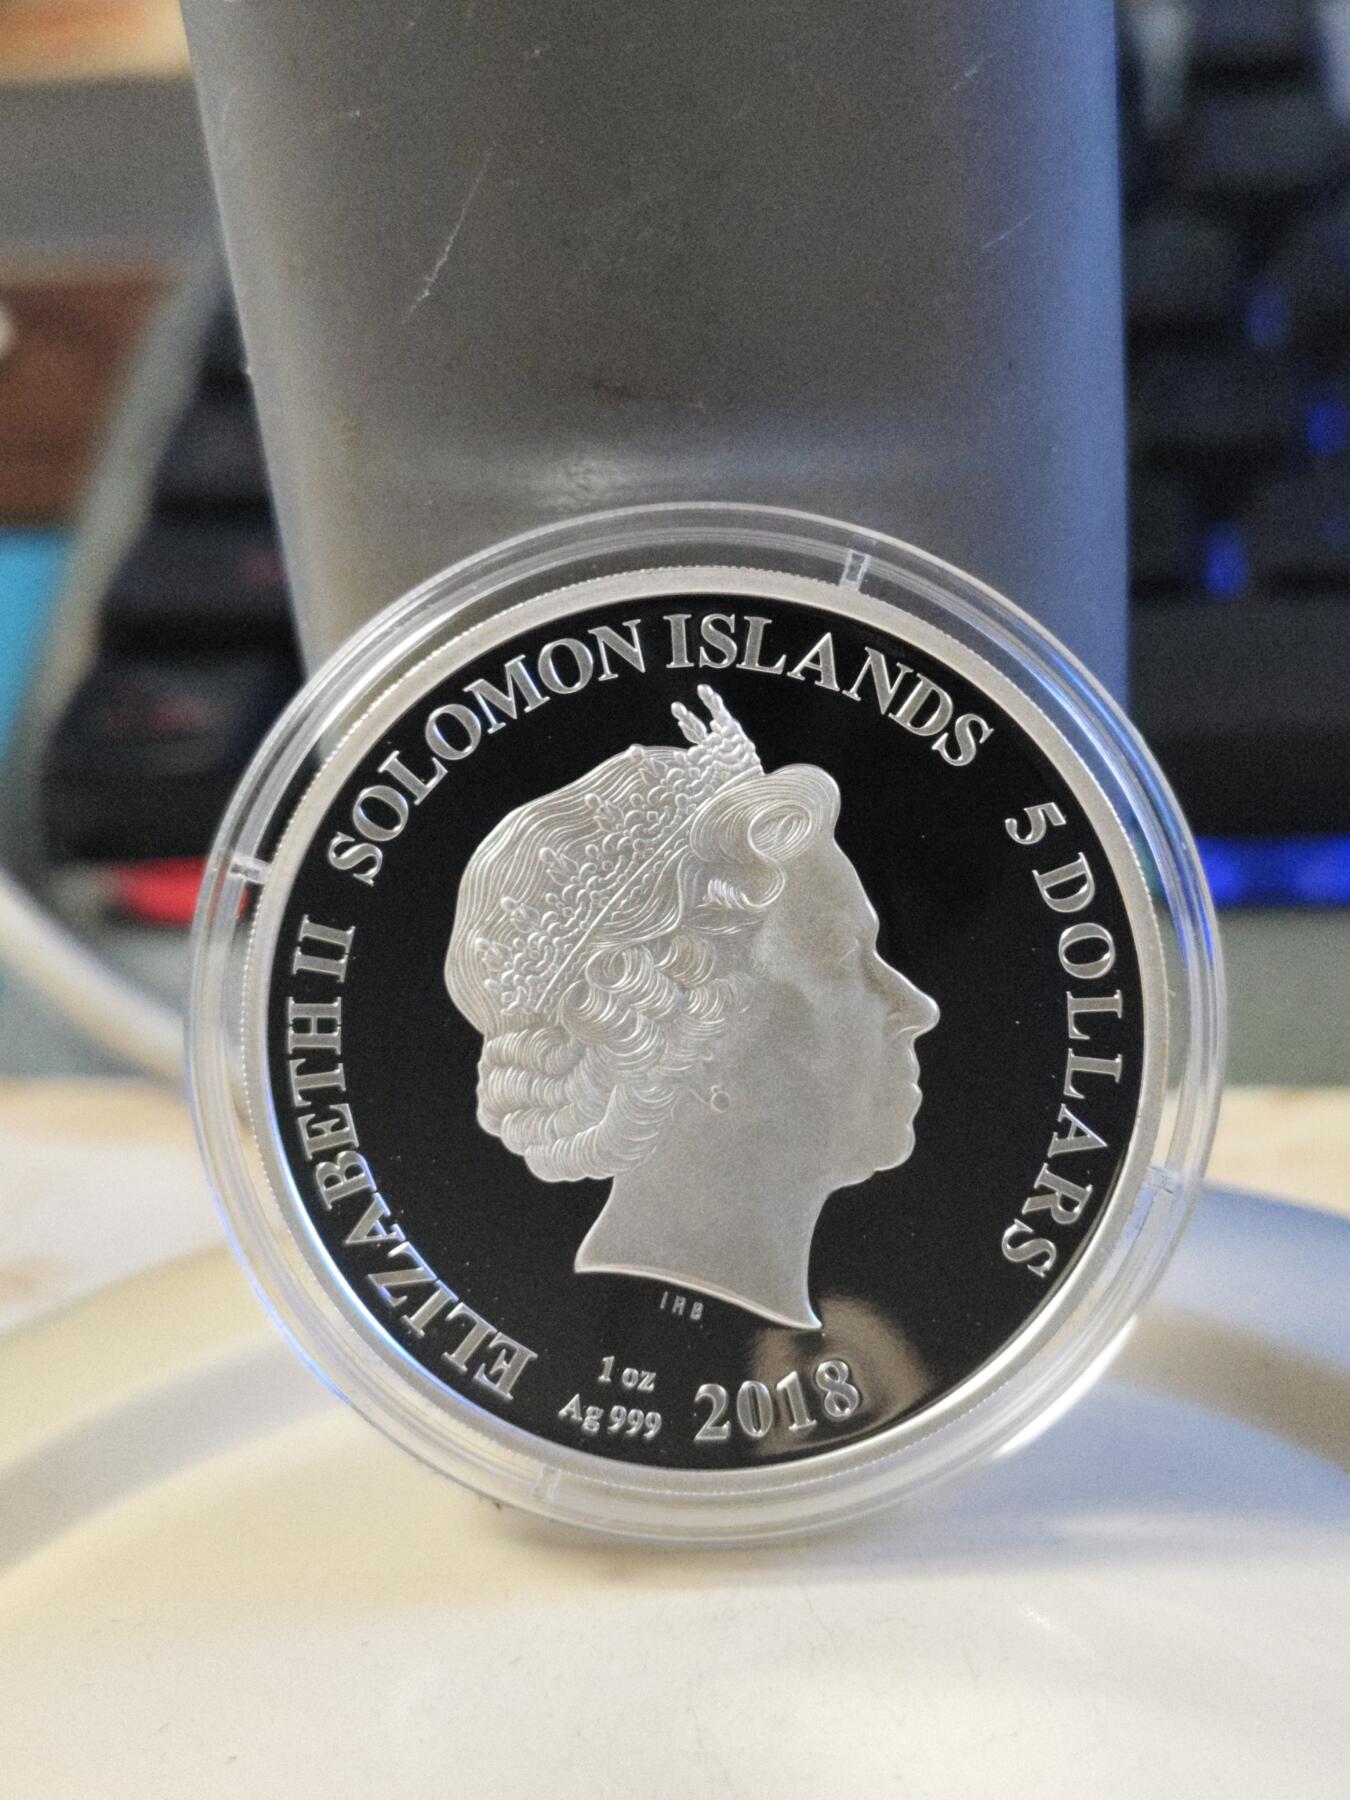 ELIZABETH II SOLOMON ISLANDS 5 DOLLARS
IRB
1 oz
Ag 999
2018